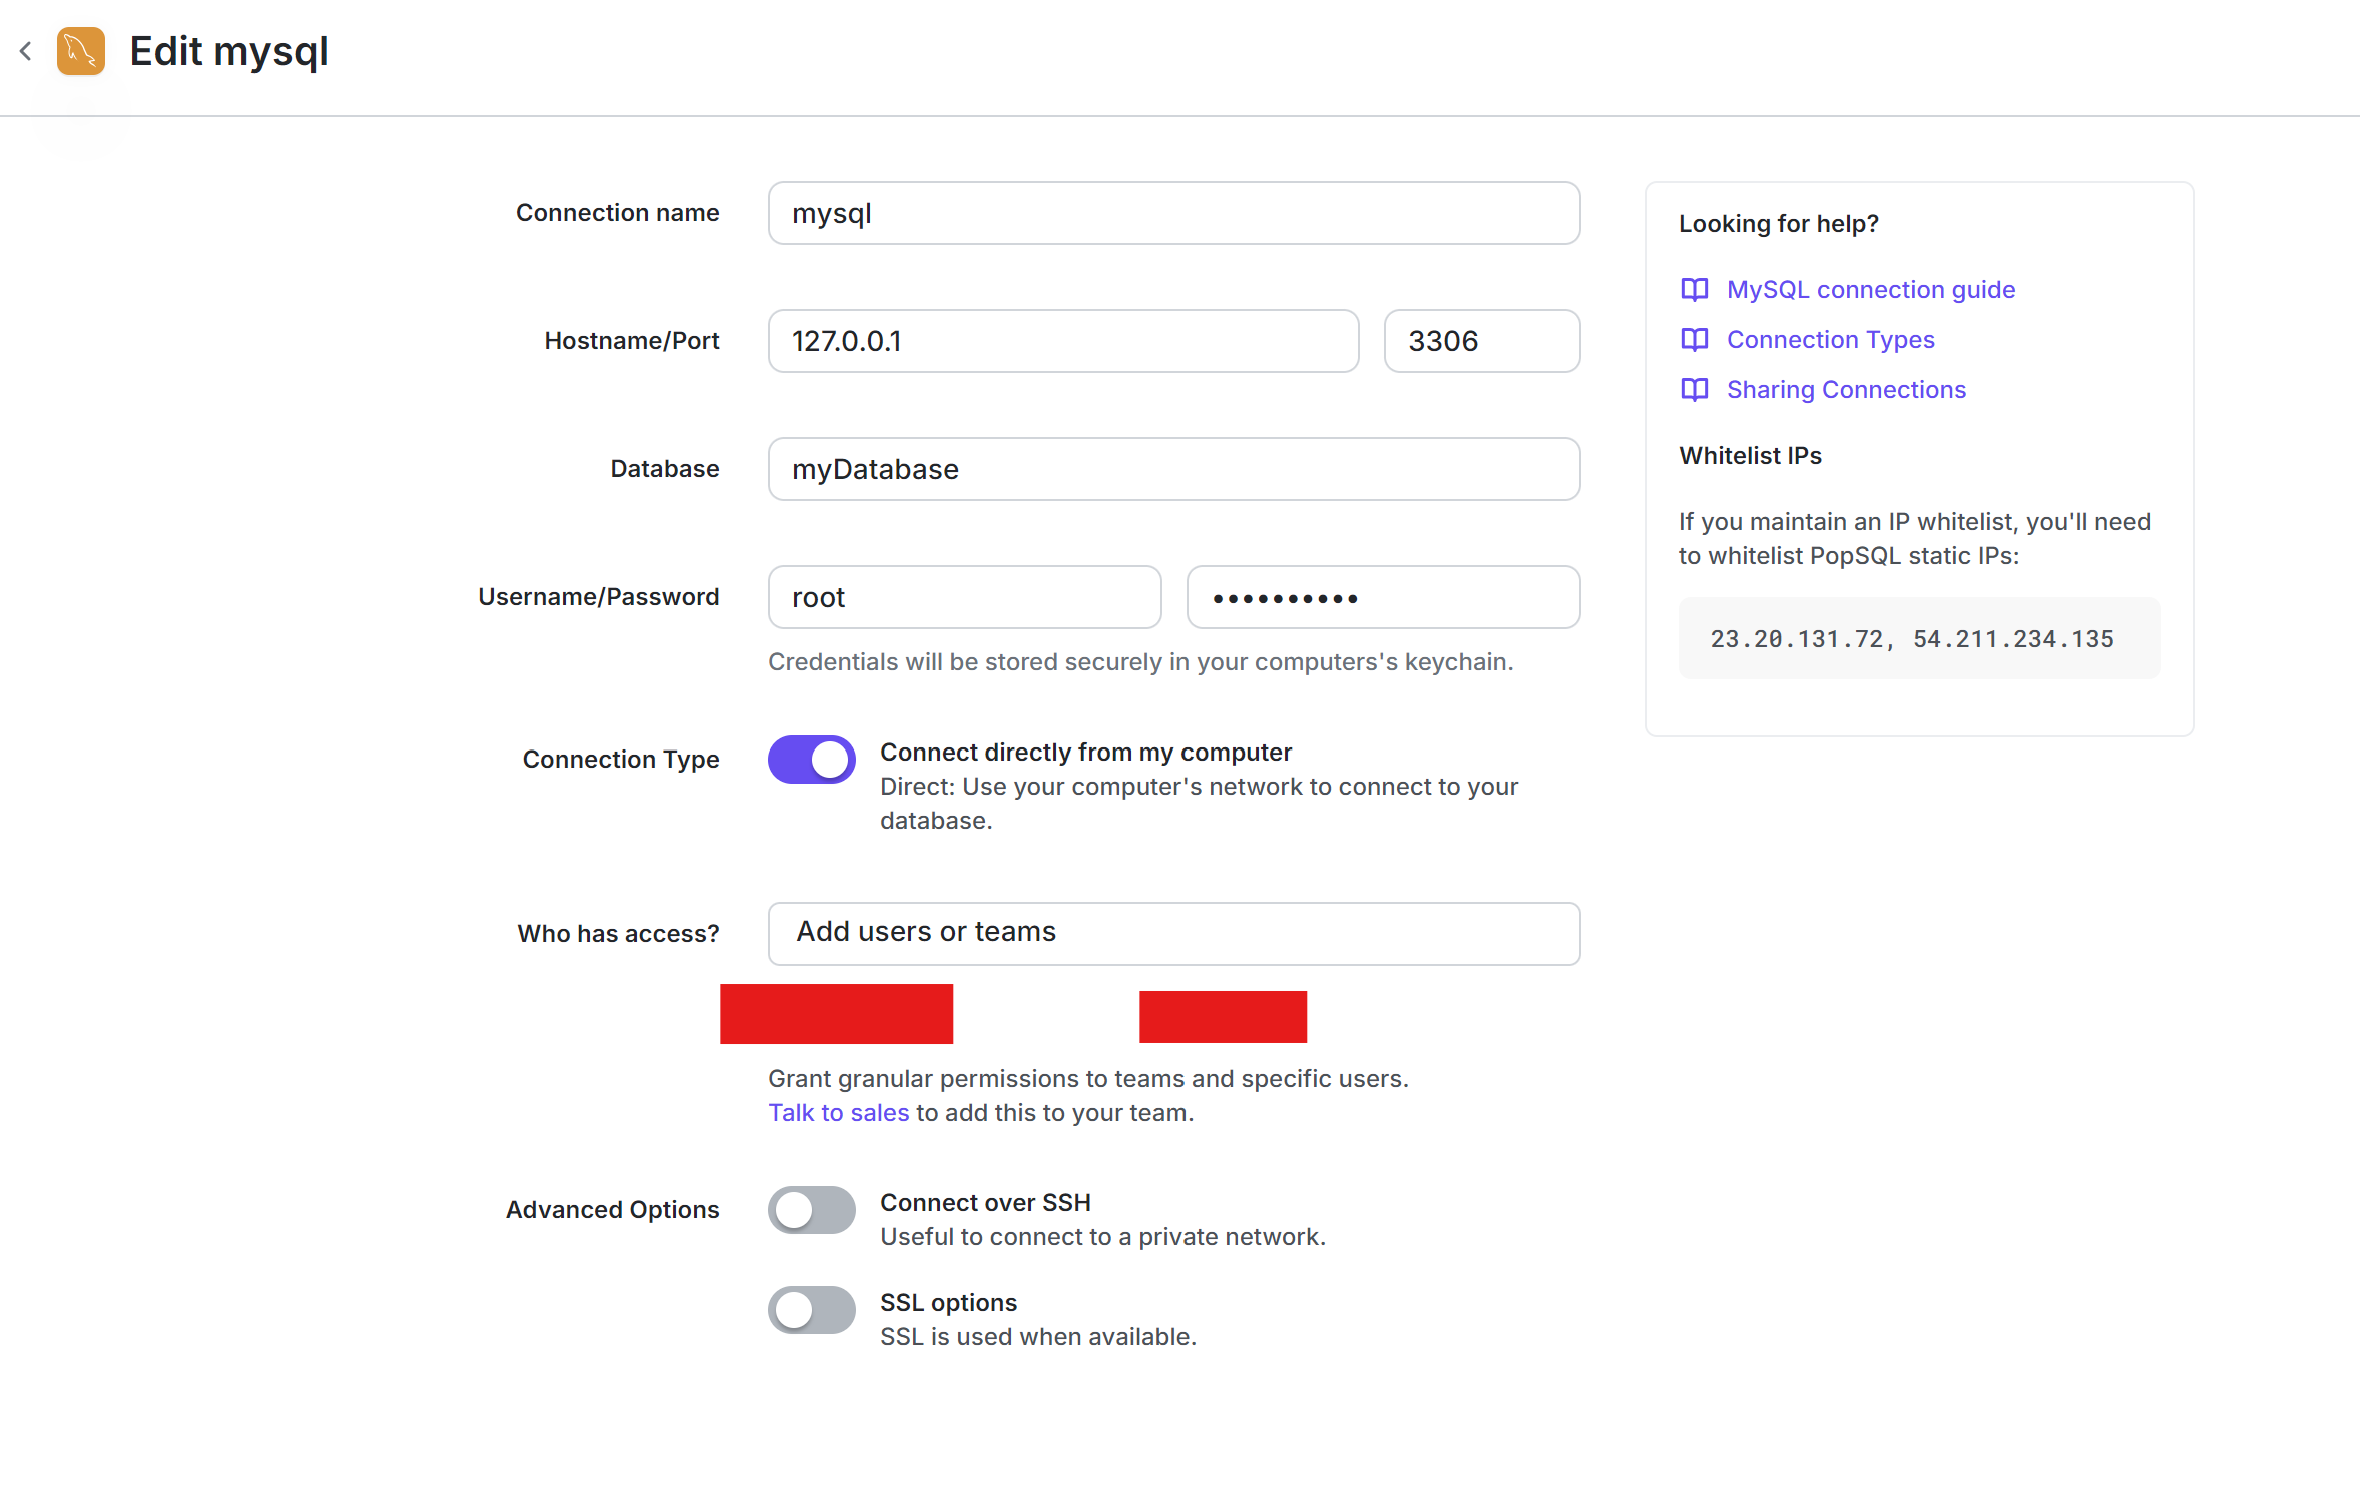 Edit mysql
Connection name
mysql
Hostname/Port
127.0.0.1
3306
Database
myDatabase
Username/Password
root
••••••••••
Credentials will be stored securely in your computers's keychain.
Connection Type
Connect directly from my computer
Direct: Use your computer's network to connect to your
database.
Who has access?
Add users or teams
Grant granular permissions to teams and specific users.
Talk to sales to add this to your team.
Advanced Options
Connect over SSH
Useful to connect to a private network.
SSL options
SSL is used when available.
Looking for help?
MySQL connection guide
Connection Types
Sharing Connections
Whitelist IPs
If you maintain an IP whitelist, you'll need
to whitelist PopSQL static IPs:
23.20.131.72, 54.211.234.135